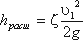 h_расш = ζ υ₁² / 2g